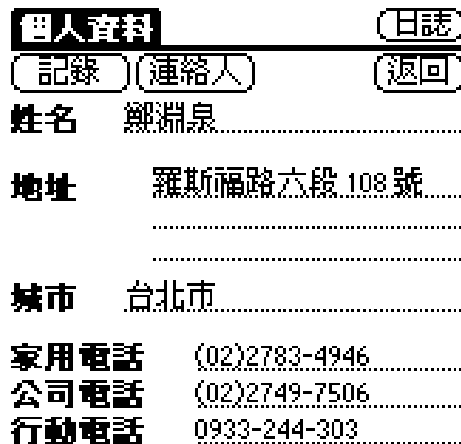 個人資料 日誌
記錄 連絡人 返回
姓名 鄭淵泉
地址 羅斯福路六段 108 號
城市 台北市
家用電話 (02)2783-4946
公司電話 (02)2749-7506
行動電話 0933-244-303